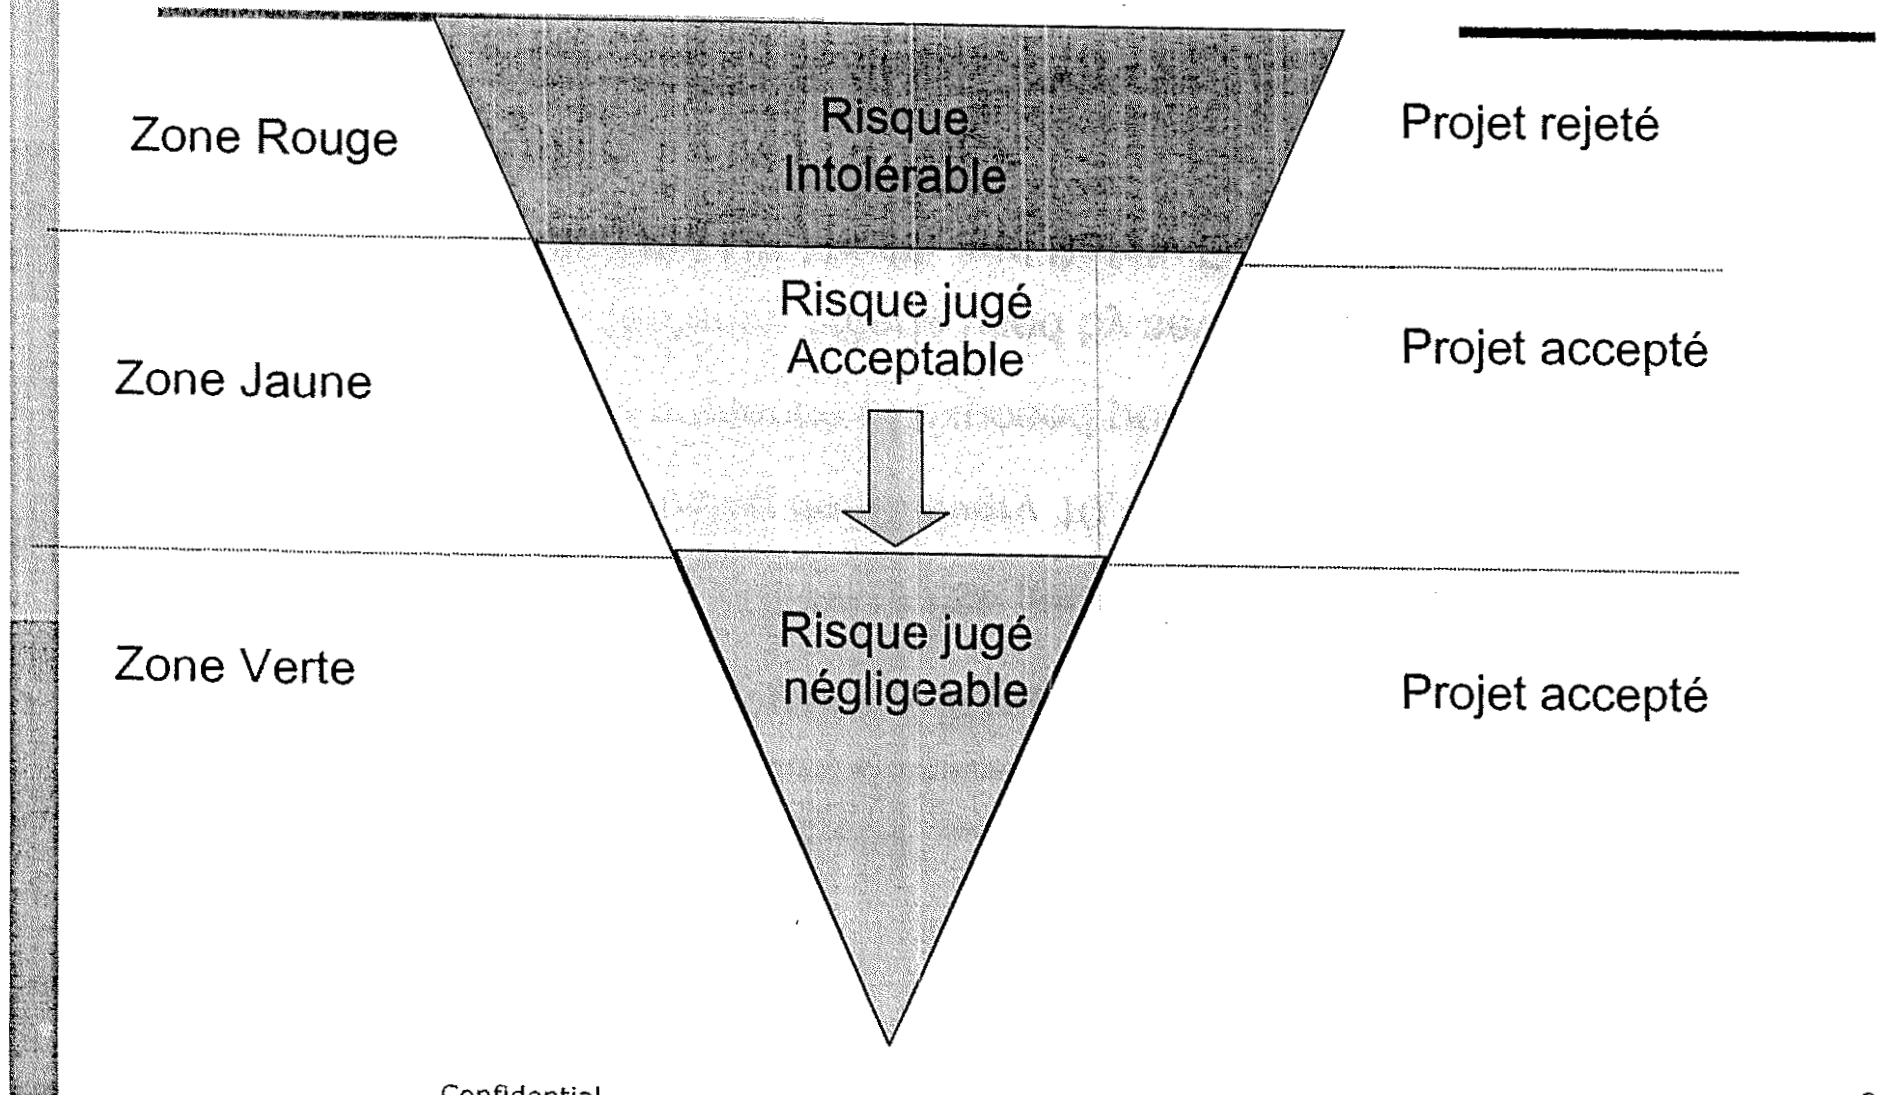 Zone Rouge
Risque
Intolérable
Projet rejeté
Zone Jaune
Risque jugé
Acceptable
Projet accepté
Zone Verte
Risque jugé
négligeable
Projet accepté
Confidential